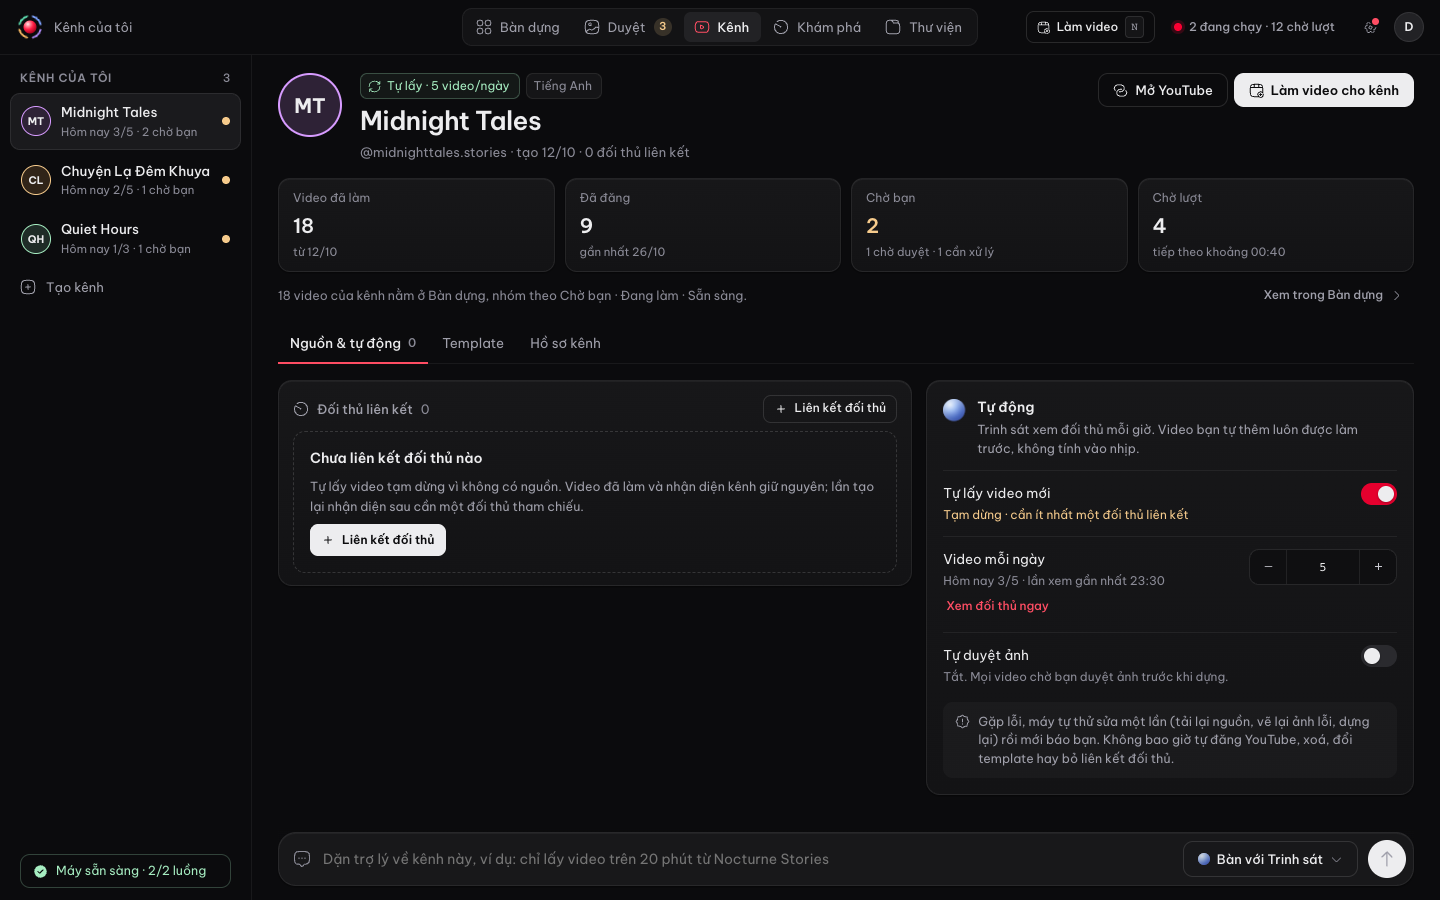 Kênh của tôi
Bàn dựng
Duyệt 3
Kênh
Khám phá
Thư viện
Làm video N
2 đang chạy · 12 chờ lượt
D
KÊNH CỦA TÔI 3
MT
Midnight Tales
Hôm nay 3/5 · 2 chờ bạn
CL
Chuyện Lạ Đêm Khuya
Hôm nay 2/5 · 1 chờ bạn
QH
Quiet Hours
Hôm nay 1/3 · 1 chờ bạn
Tạo kênh
Máy sẵn sàng · 2/2 luồng
MT
Tự lấy · 5 video/ngày
Tiếng Anh
Midnight Tales
@midnighttales.stories · tạo 12/10 · 0 đối thủ liên kết
Mở YouTube
Làm video cho kênh
Video đã làm
18
từ 12/10
Đã đăng
9
gần nhất 26/10
Chờ bạn
2
1 chờ duyệt · 1 cần xử lý
Chờ lượt
4
tiếp theo khoảng 00:40
18 video của kênh nằm ở Bàn dựng, nhóm theo Chờ bạn · Đang làm · Sẵn sàng.
Xem trong Bàn dựng
Nguồn & tự động 0
Template
Hồ sơ kênh
Đối thủ liên kết 0
+ Liên kết đối thủ
Chưa liên kết đối thủ nào
Tự lấy video tạm dừng vì không có nguồn. Video đã làm và nhận diện kênh giữ nguyên; lần tạo
lại nhận diện sau cần một đối thủ tham chiếu.
+ Liên kết đối thủ
Tự động
Trinh sát xem đối thủ mỗi giờ. Video bạn tự thêm luôn được làm
trước, không tính vào nhịp.
Tự lấy video mới
Tạm dừng · cần ít nhất một đối thủ liên kết
Video mỗi ngày
Hôm nay 3/5 · lần xem gần nhất 23:30
− 5 +
Xem đối thủ ngay
Tự duyệt ảnh
Tắt. Mọi video chờ bạn duyệt ảnh trước khi dựng.
Gặp lỗi, máy tự thử sửa một lần (tải lại nguồn, vẽ lại ảnh lỗi, dựng
lại) rồi mới báo bạn. Không bao giờ tự đăng YouTube, xoá, đổi
template hay bỏ liên kết đối thủ.
Dặn trợ lý về kênh này, ví dụ: chỉ lấy video trên 20 phút từ Nocturne Stories
Bàn với Trinh sát